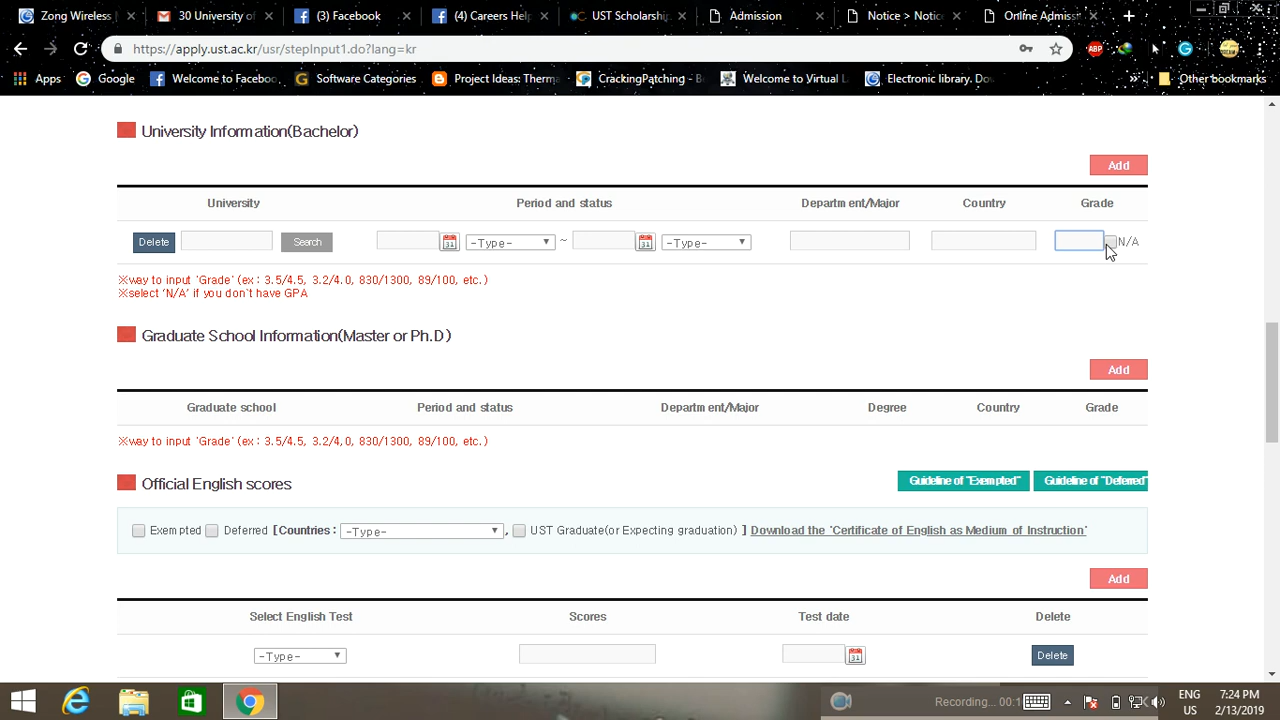 Zong Wireless
30 University of
(3) Facebook
(4) Careers Help
UST Scholarship
Admission
Notice > Notice
Online Admiss
https://apply.ust.ac.kr/usr/stepInput1.do?lang=kr
ABP
Apps
Google
Welcome to Faceboo
Software Categories
Project Ideas: Therma
CrackingPatching - B
Welcome to Virtual L
Electronic library. Do
Other bookmarks
University Information(Bachelor)
Add
University Period and status Department/Major Country Grade
Delete Search 31 -Type- ~ 31 -Type- N/A
※way to input 'Grade' (ex : 3.5/4.5, 3.2/4.0, 830/1300, 89/100, etc.)
※select 'N/A' if you don`t have GPA
Graduate School Information(Master or Ph.D)
Add
Graduate school Period and status Department/Major Degree Country Grade
※way to input 'Grade' (ex : 3.5/4.5, 3.2/4.0, 830/1300, 89/100, etc.)
Official English scores Guideline of "Exempted" Guideline of "Deferred"
Exempted Deferred [Countries : -Type- , UST Graduate(or Expecting graduation) ] Download the 'Certificate of English as Medium of Instruction'
Add
Select English Test Scores Test date Delete
-Type- 31 Delete
Recording... 00:1
ENG 7:24 PM
US 2/13/2019